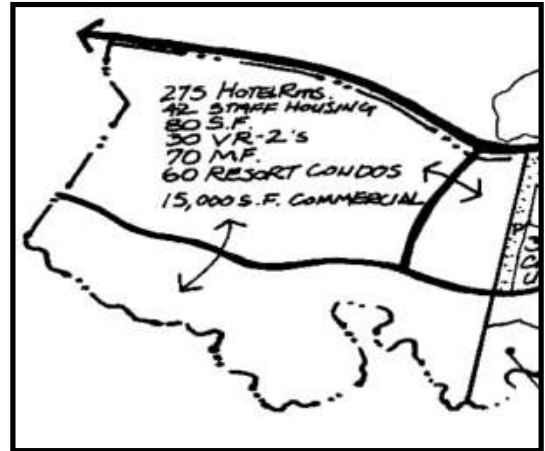 275 HOTEL RMS.
42 STAFF HOUSING
80 S.F.
30 VR-2's
70 MF.
60 RESORT CONDOS
15,000 S.F. COMMERCIAL